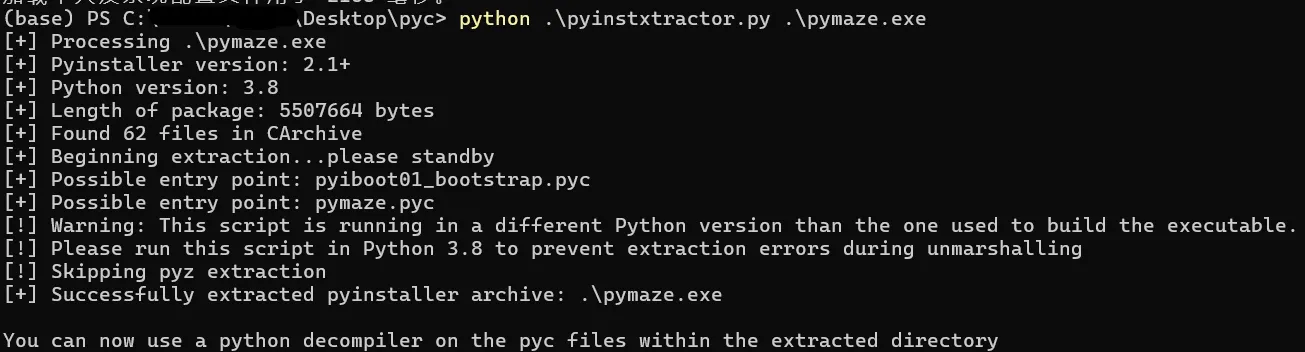 (base) PS C:\ \Desktop\pyc> python .\pyinstxtractor.py .\pymaze.exe
[+] Processing .\pymaze.exe
[+] Pyinstaller version: 2.1+
[+] Python version: 3.8
[+] Length of package: 5507664 bytes
[+] Found 62 files in CArchive
[+] Beginning extraction...please standby
[+] Possible entry point: pyiboot01_bootstrap.pyc
[+] Possible entry point: pymaze.pyc
[!] Warning: This script is running in a different Python version than the one used to build the executable.
[!] Please run this script in Python 3.8 to prevent extraction errors during unmarshalling
[!] Skipping pyz extraction
[+] Successfully extracted pyinstaller archive: .\pymaze.exe
You can now use a python decompiler on the pyc files within the extracted directory